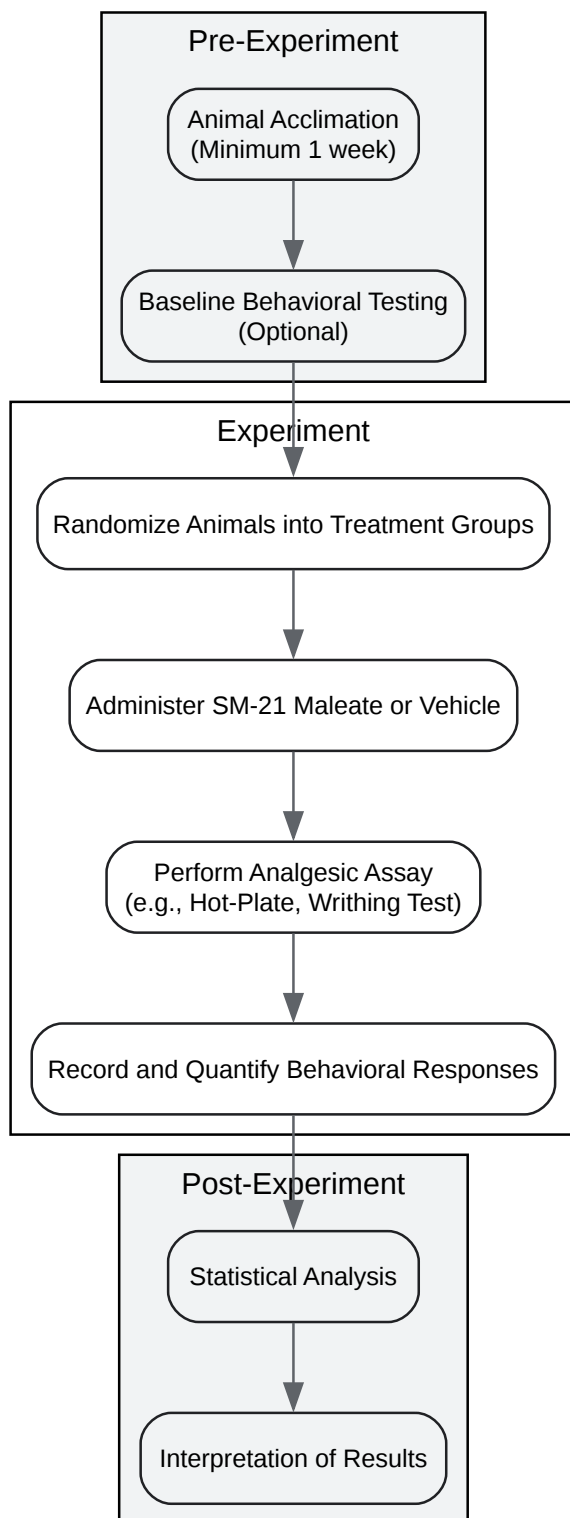 Pre-Experiment
Animal Acclimation
(Minimum 1 week)
Baseline Behavioral Testing
(Optional)
Experiment
Randomize Animals into Treatment Groups
Administer SM-21 Maleate or Vehicle
Perform Analgesic Assay
(e.g., Hot-Plate, Writhing Test)
Record and Quantify Behavioral Responses
Post-Experiment
Statistical Analysis
Interpretation of Results